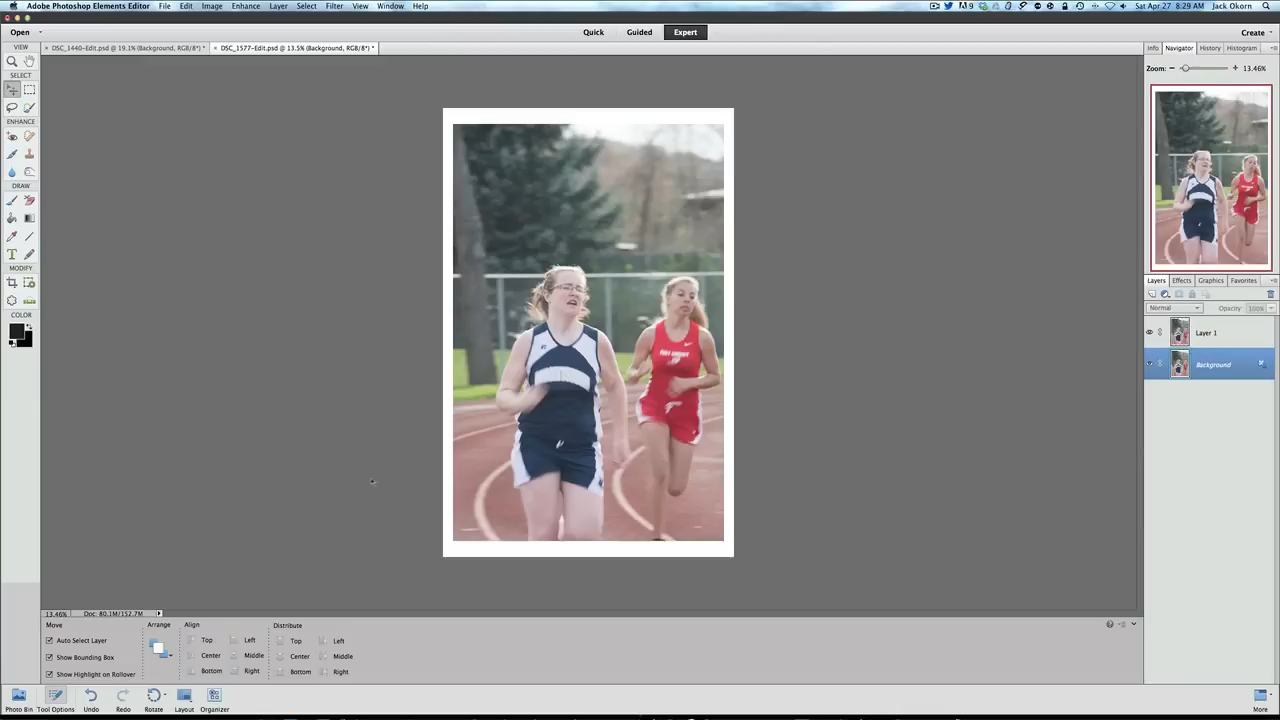 Adobe Photoshop Elements Editor File Edit Image Enhance Layer Select Filter View Window Help 9 Sat Apr 27 8:29 AM Jack Okorn
Open Quick Guided Expert Create
VIEW × DSC_1440-Edit.psd @ 19.1% (Background, RGB/8*) * × DSC_1577-Edit.psd @ 13.5% (Background, RGB/8*) * Info Navigator History Histogram
Zoom: 13.46%
SELECT
ENHANCE
DRAW
T
MODIFY
Layers Effects Graphics Favorites
Normal Opacity: 100%
COLOR
Layer 1
Background
13.46% Doc: 80.1M/152.7M
Move Arrange Align Distribute
Auto Select Layer Top Left Top Left
Show Bounding Box Center Middle Center Middle
Show Highlight on Rollover Bottom Right Bottom Right
Photo Bin Tool Options Undo Redo Rotate Layout Organizer More